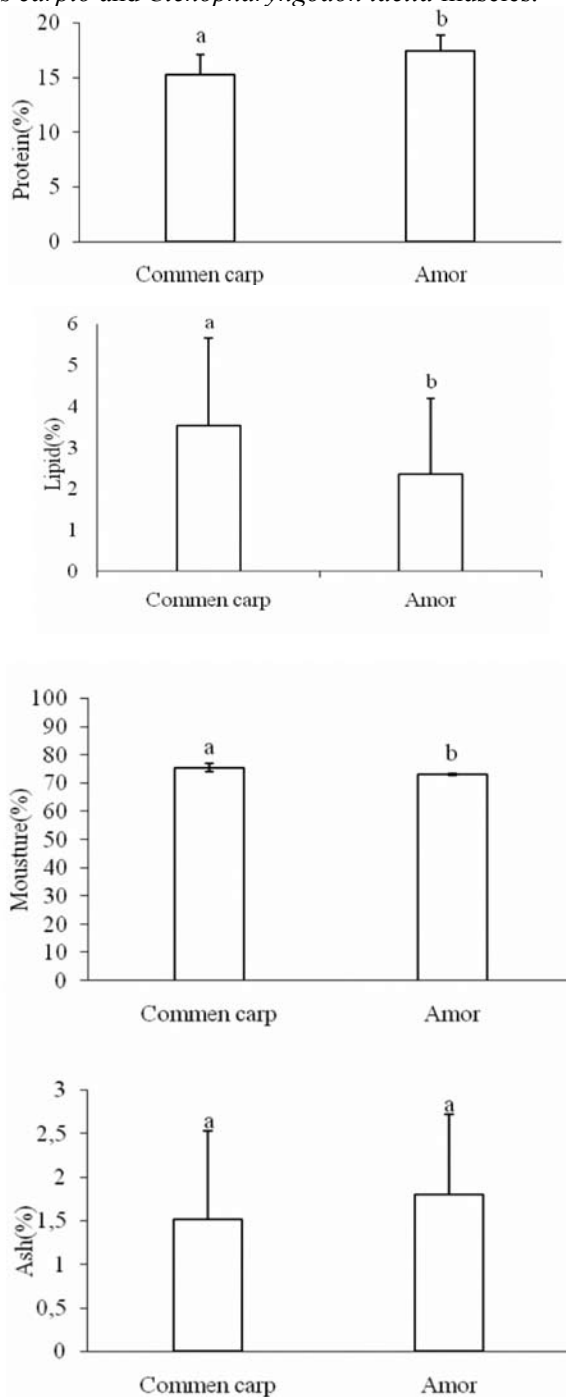 s carpio and Ctenopharyngodon idella muscles.
20
a
b
15
Protein(%)
10
5
0
Commen carp Amor
6
a
5
b
4
Lipid(%)
3
2
1
0
Commen carp Amor
100
90
80
a
b
70
60
Mousture(%)
50
40
30
20
10
0
Commen carp Amor
3
a
a
2,5
2
1,5
Ash(%)
1
0,5
0
Commen carp Amor